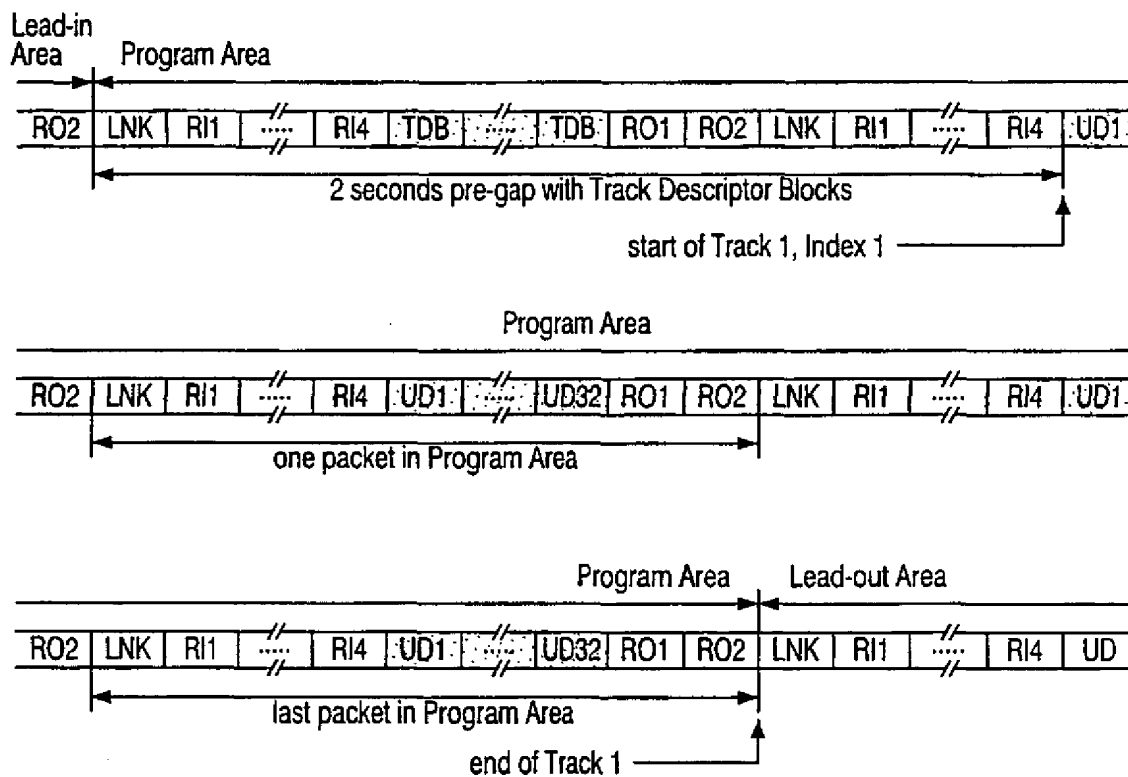 Lead-in
Area
Program Area
RO2 LNK RI1 ..... RI4 TDB ..... TDB RO1 RO2 LNK RI1 ..... RI4 UD1
2 seconds pre-gap with Track Descriptor Blocks
start of Track 1, Index 1
Program Area
RO2 LNK RI1 ..... RI4 UD1 ..... UD32 RO1 RO2 LNK RI1 ..... RI4 UD1
one packet in Program Area
Program Area Lead-out Area
RO2 LNK RI1 ..... RI4 UD1 ..... UD32 RO1 RO2 LNK RI1 ..... RI4 UD
last packet in Program Area
end of Track 1